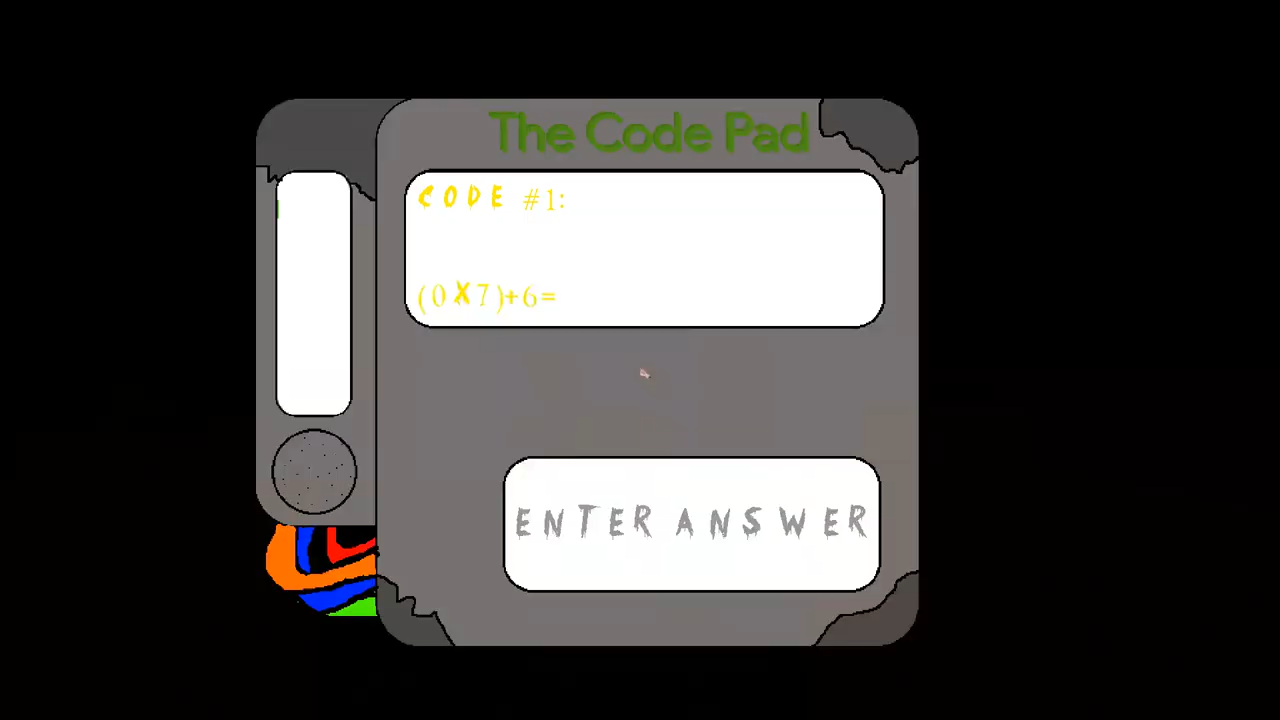 The Code Pad
CODE #1:
(0X7)+6=
ENTER ANSWER